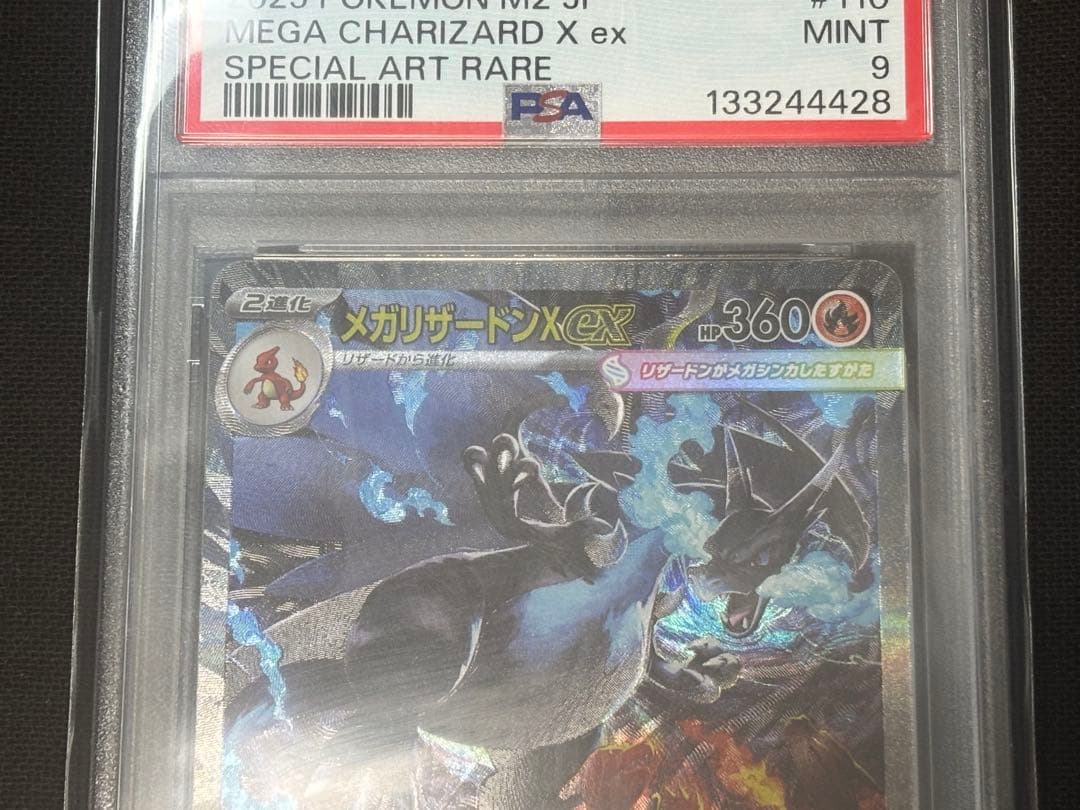 MEGA CHARIZARD X ex
MINT
SPECIAL ART RARE
9
PSA
133244428
2進化
メガリザードンXex
HP360
リザードから進化
リザードンがメガシンカしたすがた